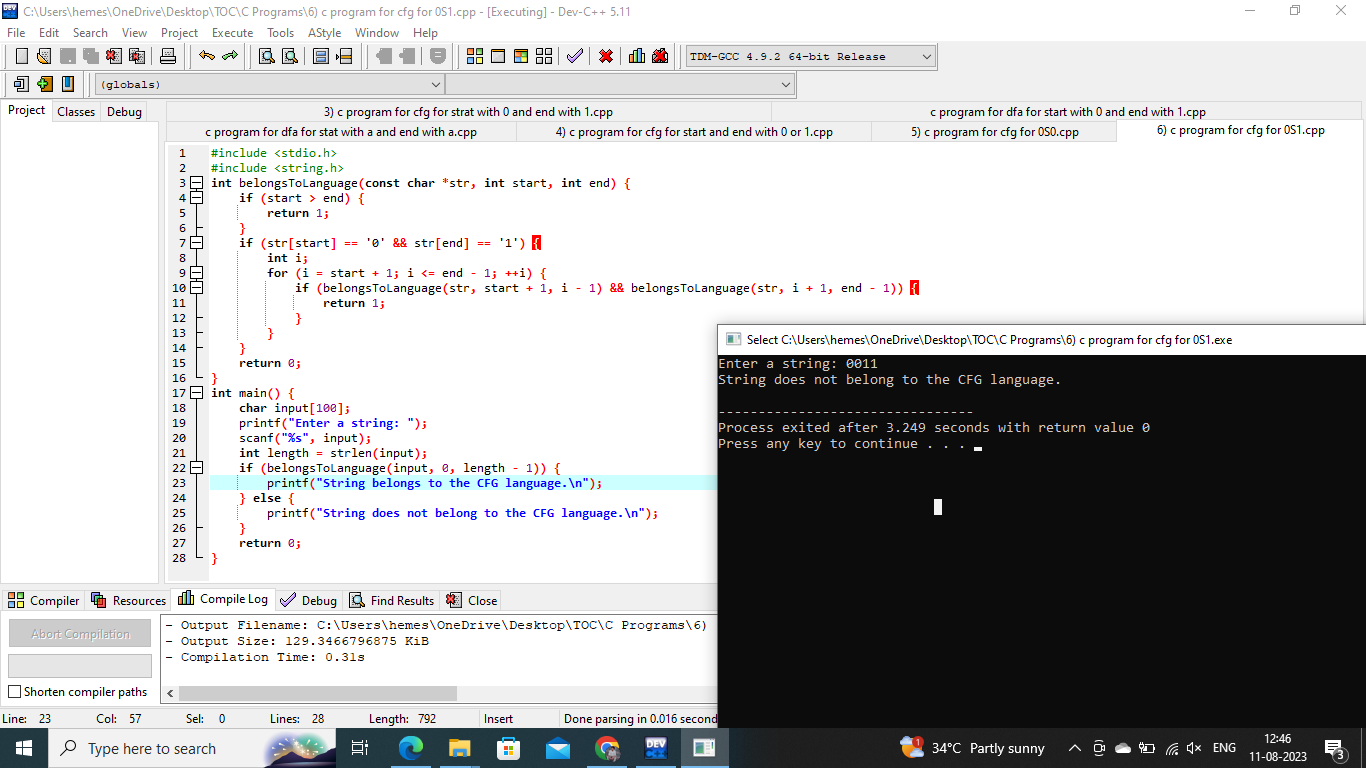 C:\Users\hemes\OneDrive\Desktop\TOC\C Programs\6) c program for cfg for 0S1.cpp - [Executing] - Dev-C++ 5.11
File Edit Search View Project Execute Tools AStyle Window Help
TDM-GCC 4.9.2 64-bit Release
(globals)
Project Classes Debug
3) c program for cfg for strat with 0 and end with 1.cpp c program for dfa for start with 0 and end with 1.cpp
c program for dfa for stat with a and end with a.cpp 4) c program for cfg for start and end with 0 or 1.cpp 5) c program for cfg for 0S0.cpp 6) c program for cfg for 0S1.cpp
1 #include <stdio.h>
2 #include <string.h>
3 int belongsToLanguage(const char *str, int start, int end) {
4 if (start > end) {
5 return 1;
6 }
7 if (str[start] == '0' && str[end] == '1') {
8 int i;
9 for (i = start + 1; i <= end - 1; ++i) {
10 if (belongsToLanguage(str, start + 1, i - 1) && belongsToLanguage(str, i + 1, end - 1)) {
11 return 1;
12 }
13 }
14 }
15 return 0;
16 }
17 int main() {
18 char input[100];
19 printf("Enter a string: ");
20 scanf("%s", input);
21 int length = strlen(input);
22 if (belongsToLanguage(input, 0, length - 1)) {
23 printf("String belongs to the CFG language.\n");
24 } else {
25 printf("String does not belong to the CFG language.\n");
26 }
27 return 0;
28 }
Select C:\Users\hemes\OneDrive\Desktop\TOC\C Programs\6) c program for cfg for 0S1.exe
Enter a string: 0011
String does not belong to the CFG language.
--------------------------------
Process exited after 3.249 seconds with return value 0
Press any key to continue . . .
Compiler Resources Compile Log Debug Find Results Close
Abort Compilation
Shorten compiler paths
- Output Filename: C:\Users\hemes\OneDrive\Desktop\TOC\C Programs\6)
- Output Size: 129.3466796875 KiB
- Compilation Time: 0.31s
Line: 23 Col: 57 Sel: 0 Lines: 28 Length: 792 Insert Done parsing in 0.016 second
Type here to search
DEV
1 34°C Partly sunny ENG 12:46
11-08-2023 3